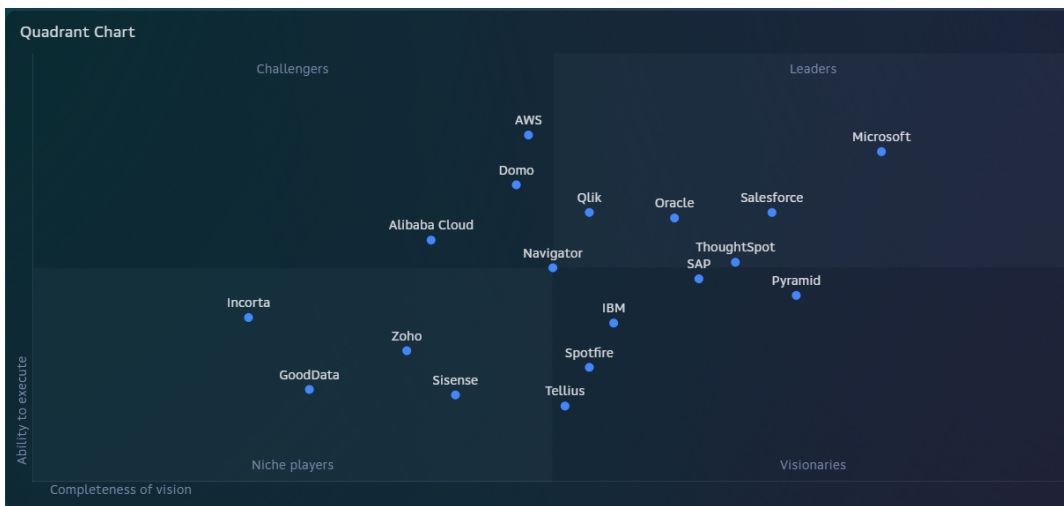 Quadrant Chart
Challengers
Leaders
AWS
Microsoft
Domo
Qlik
Oracle
Salesforce
Alibaba Cloud
Navigator
ThoughtSpot
SAP
Pyramid
Incorta
IBM
Zoho
Spotfire
GoodData
Sisense
Tellius
Ability to execute
Niche players
Visionaries
Completeness of vision